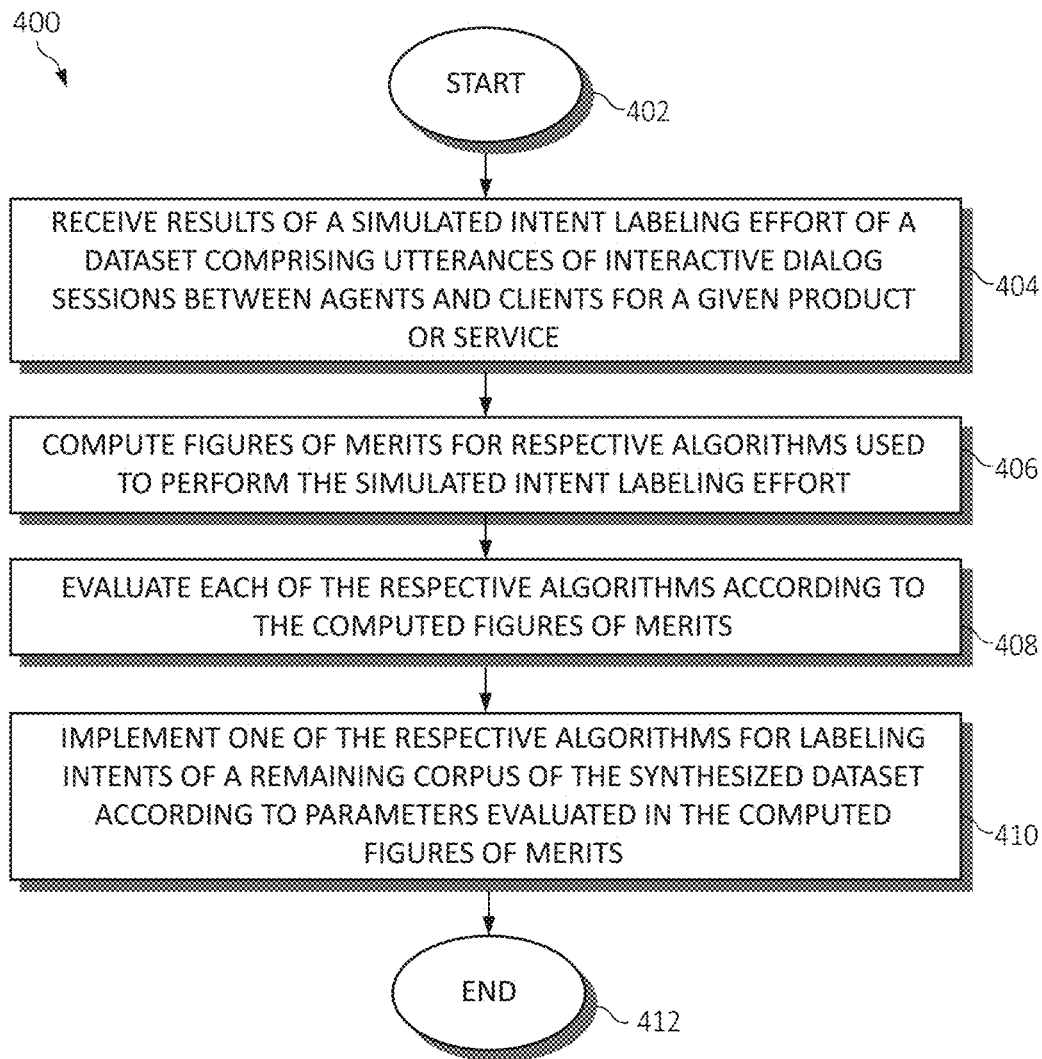 400
START
402
RECEIVE RESULTS OF A SIMULATED INTENT LABELING EFFORT OF A
DATASET COMPRISING UTTERANCES OF INTERACTIVE DIALOG
SESSIONS BETWEEN AGENTS AND CLIENTS FOR A GIVEN PRODUCT
OR SERVICE
404
COMPUTE FIGURES OF MERITS FOR RESPECTIVE ALGORITHMS USED
TO PERFORM THE SIMULATED INTENT LABELING EFFORT
406
EVALUATE EACH OF THE RESPECTIVE ALGORITHMS ACCORDING TO
THE COMPUTED FIGURES OF MERITS
408
IMPLEMENT ONE OF THE RESPECTIVE ALGORITHMS FOR LABELING
INTENTS OF A REMAINING CORPUS OF THE SYNTHESIZED DATASET
ACCORDING TO PARAMETERS EVALUATED IN THE COMPUTED
FIGURES OF MERITS
410
END
412